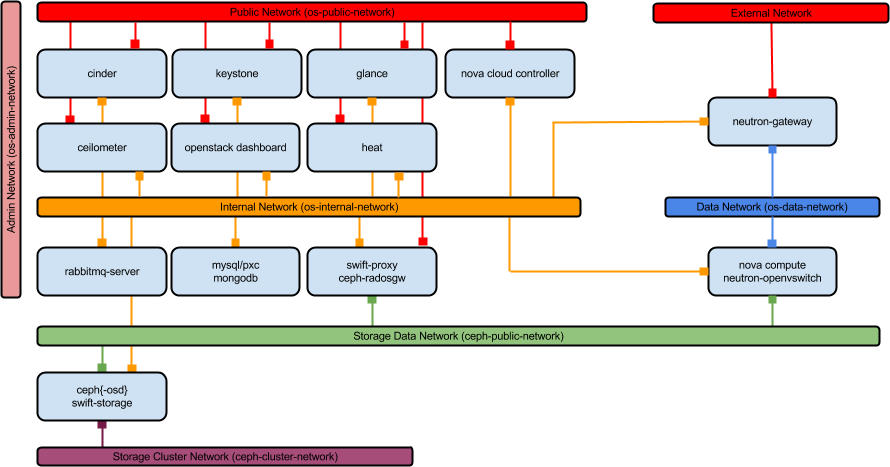 Public Network (os-public-network)
External Network
Admin Network (os-admin-network)
cinder
keystone
glance
nova cloud controller
neutron-gateway
ceilometer
openstack dashboard
heat
Internal Network (os-internal-network)
Data Network (os-data-network)
rabbitmq-server
mysql/pxc
mongodb
swift-proxy
ceph-radosgw
nova compute
neutron-openvswitch
Storage Data Network (ceph-public-network)
ceph{-osd}
swift-storage
Storage Cluster Network (ceph-cluster-network)